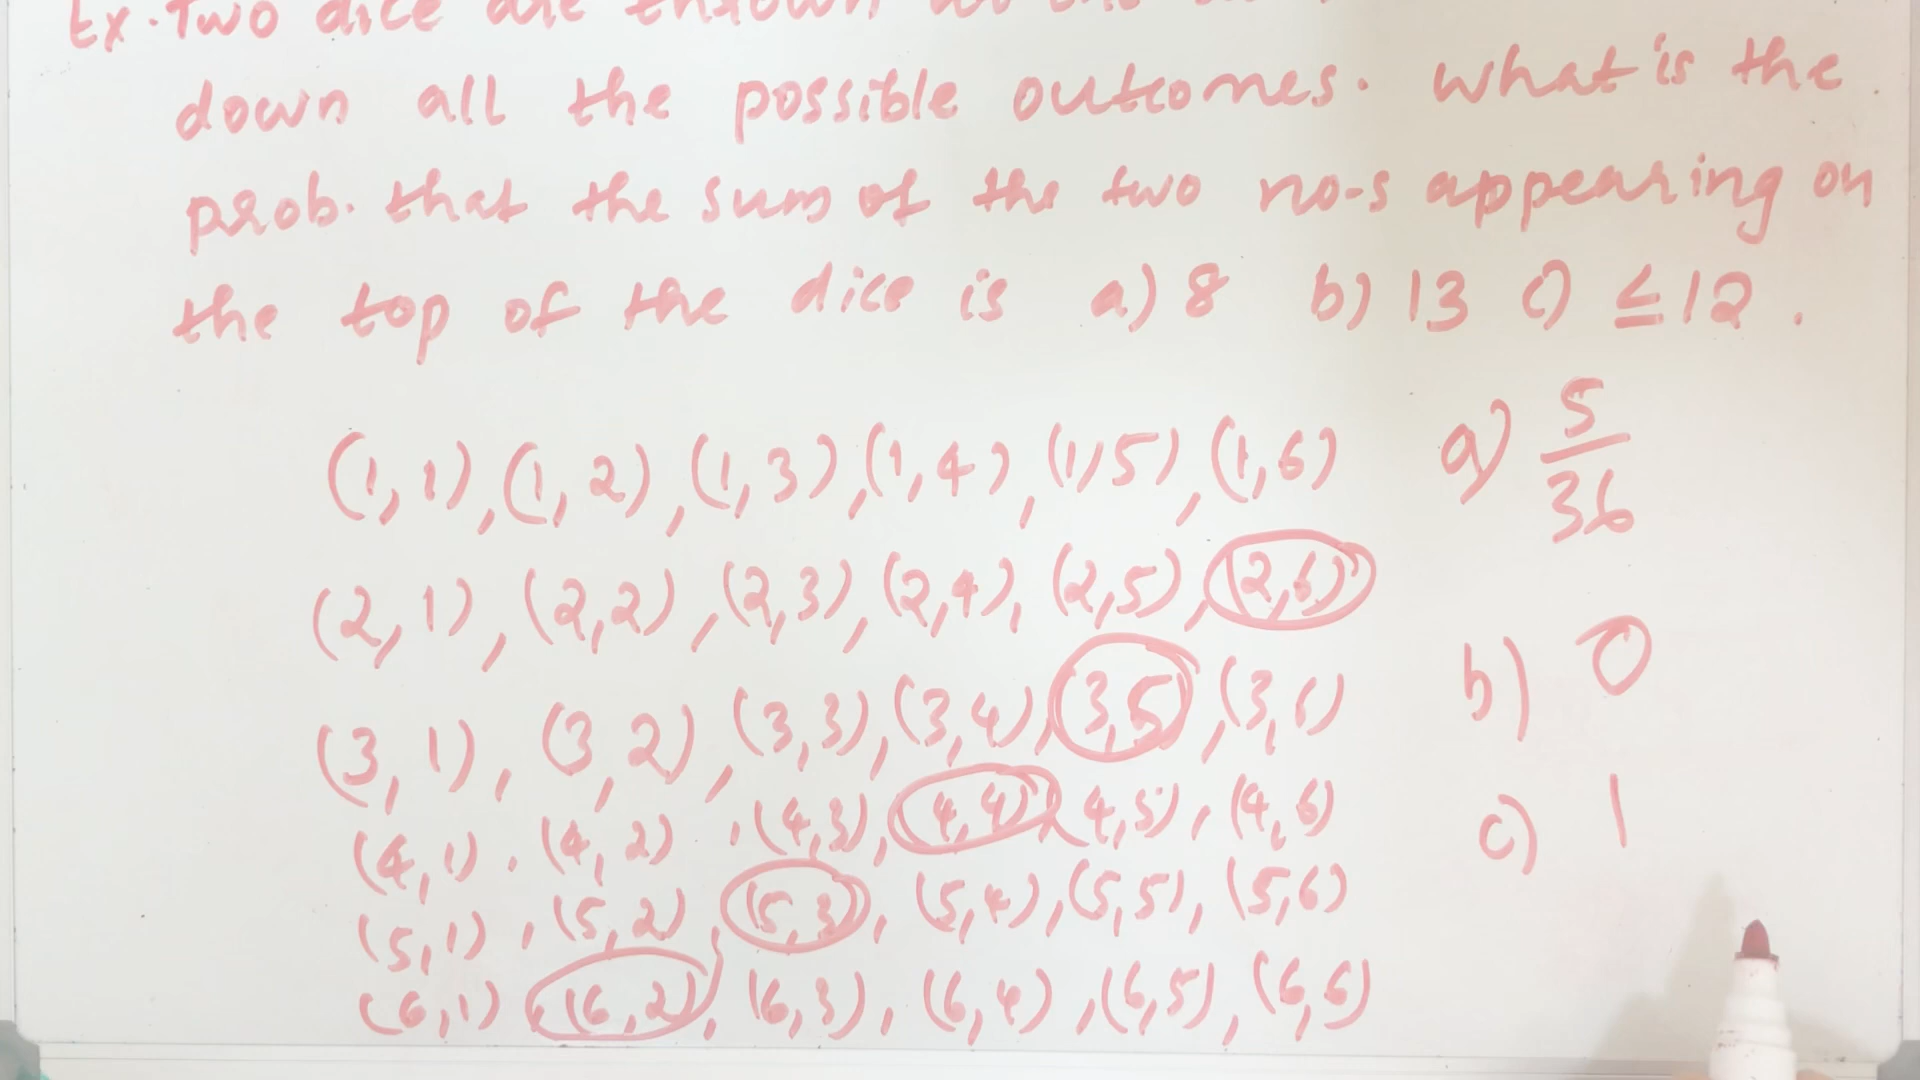 Ex. Two dice are thrown at the
down all the possible outcomes. What is the
prob. that the sum of the two no-s appearing on
the top of the dice is a) 8 b) 13 c) ≤12.
(1,1), (1,2), (1,3), (1,4), (1,5), (1,6) a) 5/36
(2,1), (2,2), (2,3), (2,4), (2,5), (2,6)
(3,1), (3,2), (3,3), (3,4), (3,5), (3,6) b) 0
(4,1), (4,2), (4,3), (4,4), (4,5), (4,6) c) 1
(5,1), (5,2), (5,3), (5,4), (5,5), (5,6)
(6,1), (6,2), (6,3), (6,4), (6,5), (6,6)